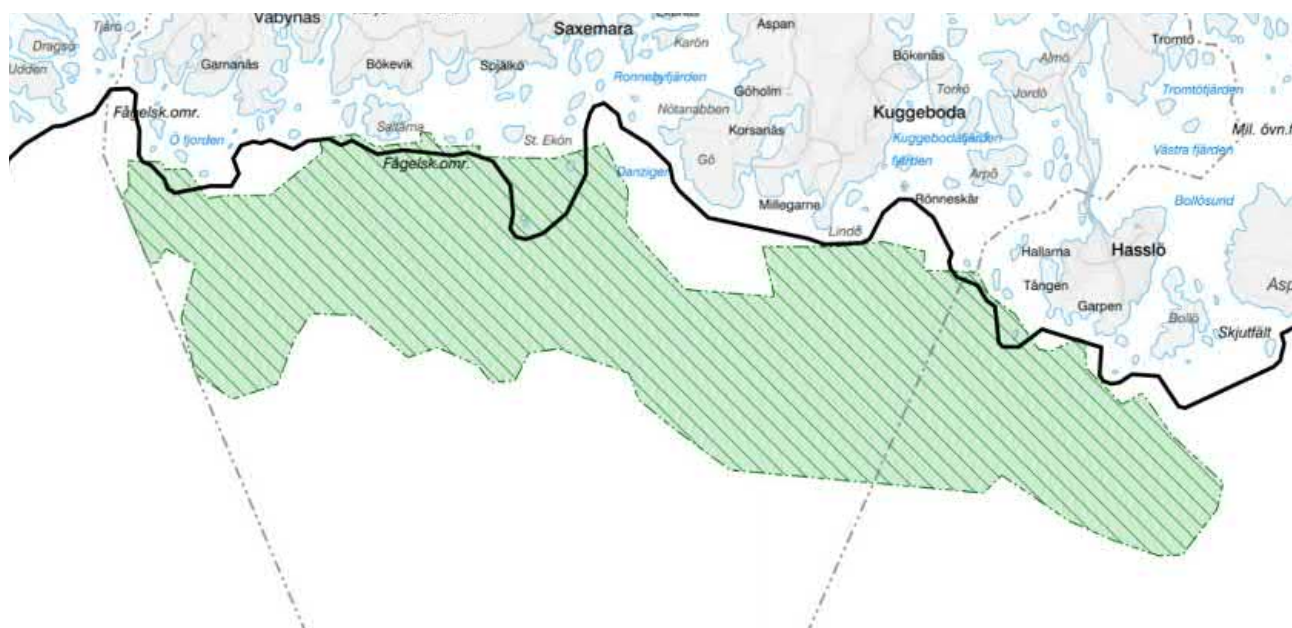 Tjärö
Vabynäs
Saxemara
Aspan
Tromtö
Dragsö
Karön
Bökenäs
Almö
Udden
Garnanäs
Bökevik
Spjälkö
Ronnebyfjärden
Göholm
Torkö
Jordö
Tromtöfjärden
Fågelsk.omr.
Nötanabben
Kuggeboda
Saltärna
Korsanäs
Mil. övn.f
Ö fjorden
St. Ekön
Kuggebodafjärden
Västra fjärden
Fågelsk.omr.
Gö
fjärden
Danziger
Arpö
Millegarne
Rönneskär
Bollösund
Lindö
Hallarna
Hasslö
Tången
Asp
Garpen
Bollö
Skjutfält